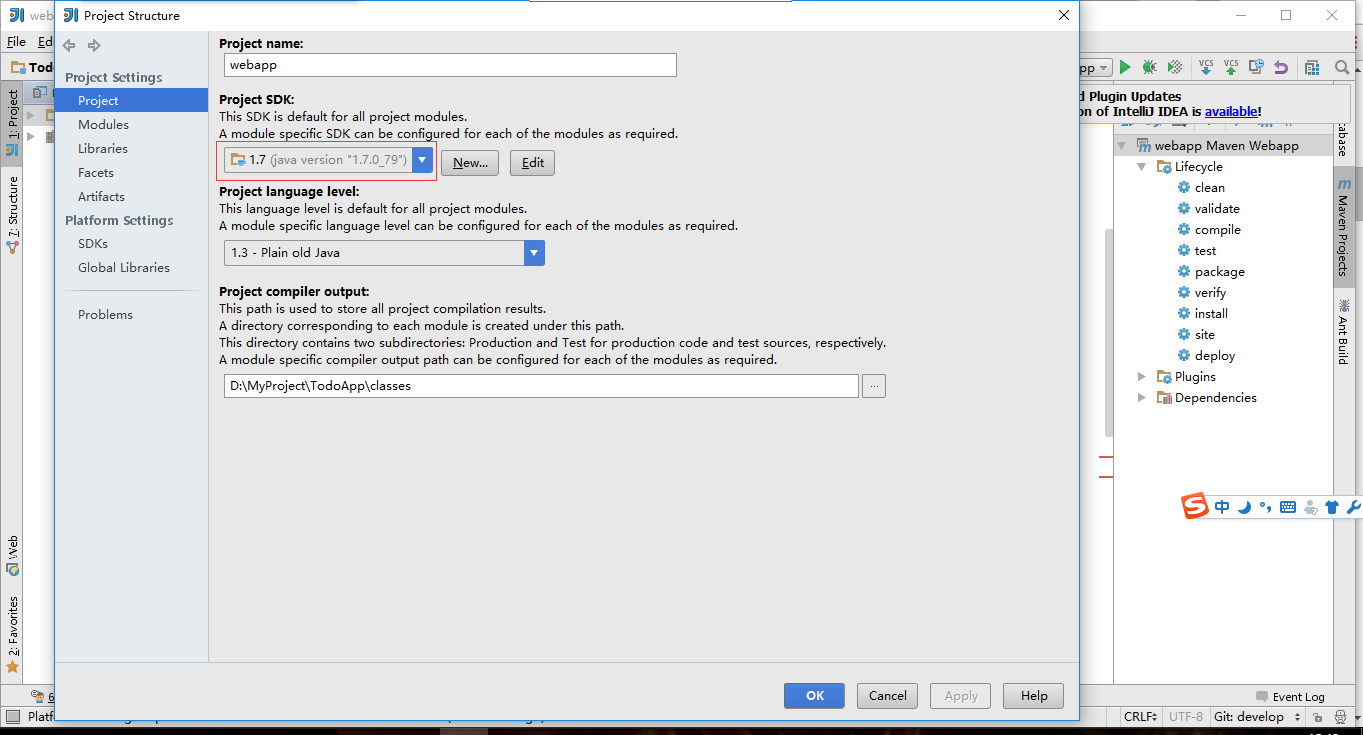 web
Project Structure
File
Ed
Tod
pp
VCS
VCS
1: Project
7: Structure
Web
2: Favorites
Project Settings
Project
Modules
Libraries
Facets
Artifacts
Platform Settings
SDKs
Global Libraries
Problems
Project name:
webapp
Project SDK:
This SDK is default for all project modules.
A module specific SDK can be configured for each of the modules as required.
1.7 (java version "1.7.0_79")
New...
Edit
Project language level:
This language level is default for all project modules.
A module specific language level can be configured for each of the modules as required.
1.3 - Plain old Java
Project compiler output:
This path is used to store all project compilation results.
A directory corresponding to each module is created under this path.
This directory contains two subdirectories: Production and Test for production code and test sources, respectively.
A module specific compiler output path can be configured for each of the modules as required.
D:\MyProject\TodoApp\classes
...
OK
Cancel
Apply
Help
d Plugin Updates
on of IntelliJ IDEA is available!
webapp Maven Webapp
Lifecycle
clean
validate
compile
test
package
verify
install
site
deploy
Plugins
Dependencies
abase
Maven Projects
Ant Build
中
6
Event Log
Platf
CRLF
UTF-8
Git: develop